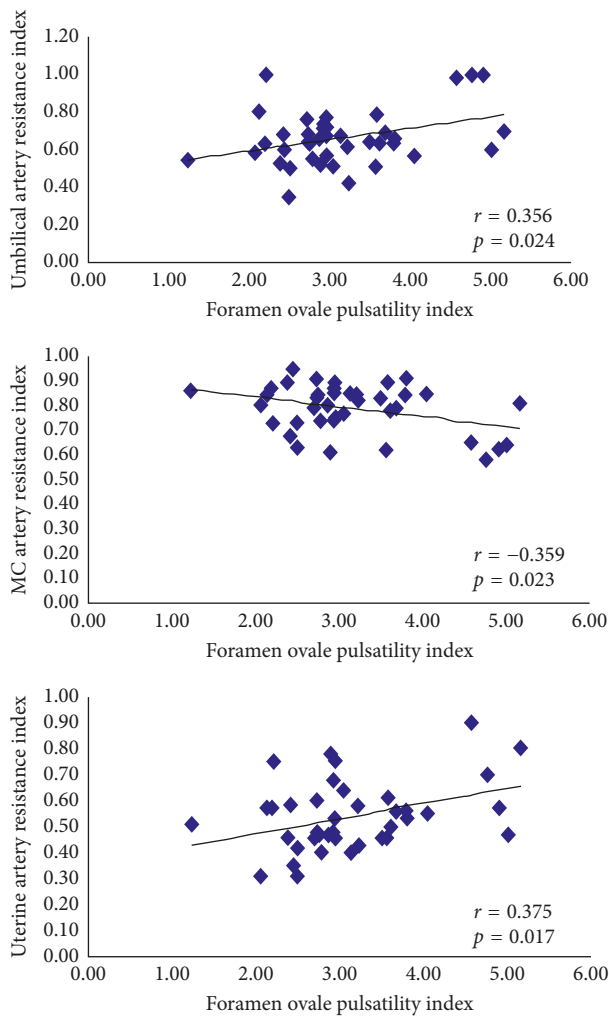 Umbilical artery resistance index
1.20
1.00
0.80
0.60
0.40
0.20
0.00
r = 0.356
p = 0.024
0.00 1.00 2.00 3.00 4.00 5.00 6.00
Foramen ovale pulsatility index
MC artery resistance index
1.00
0.90
0.80
0.70
0.60
0.50
0.40
0.30
0.20
0.10
0.00
r = −0.359
p = 0.023
0.00 1.00 2.00 3.00 4.00 5.00 6.00
Foramen ovale pulsatility index
Uterine artery resistance index
1.00
0.90
0.80
0.70
0.60
0.50
0.40
0.30
0.20
0.10
0.00
r = 0.375
p = 0.017
0.00 1.00 2.00 3.00 4.00 5.00 6.00
Foramen ovale pulsatility index